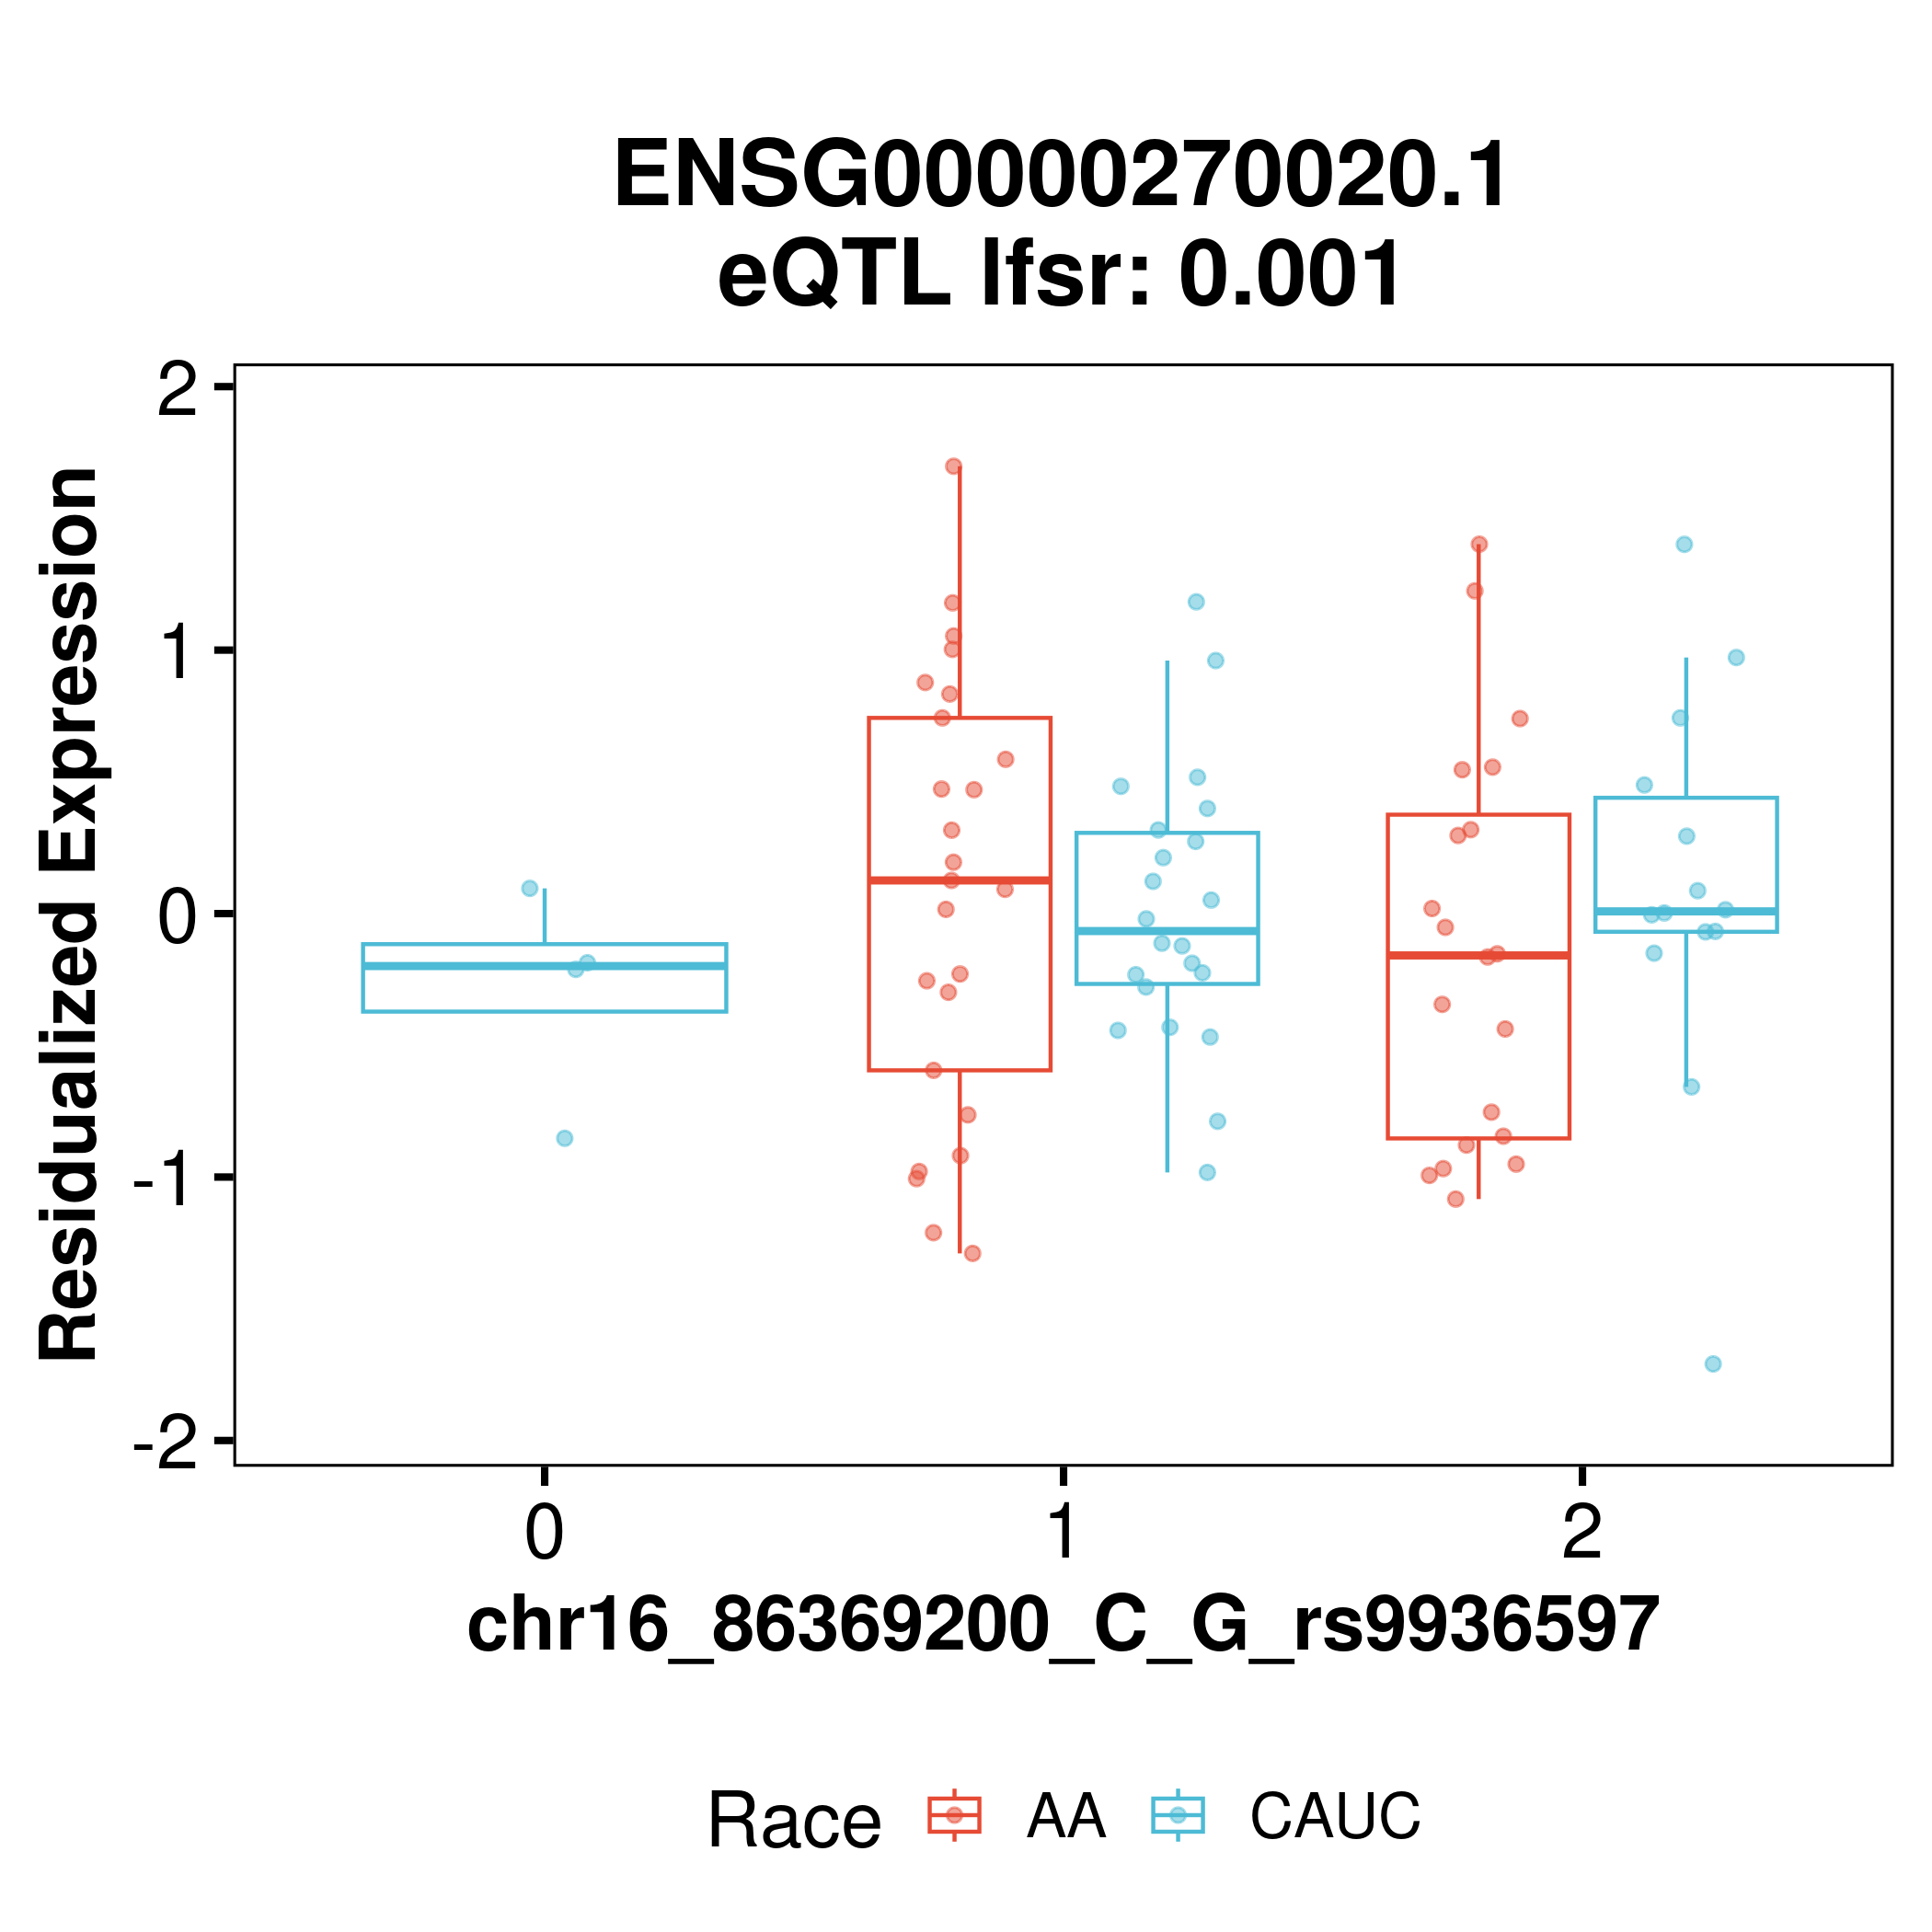 ENSG00000270020.1
eQTL lfsr: 0.001
Residualized Expression
2
1
0
-1
-2
0 1 2
chr16_86369200_C_G_rs9936597
Race AA CAUC